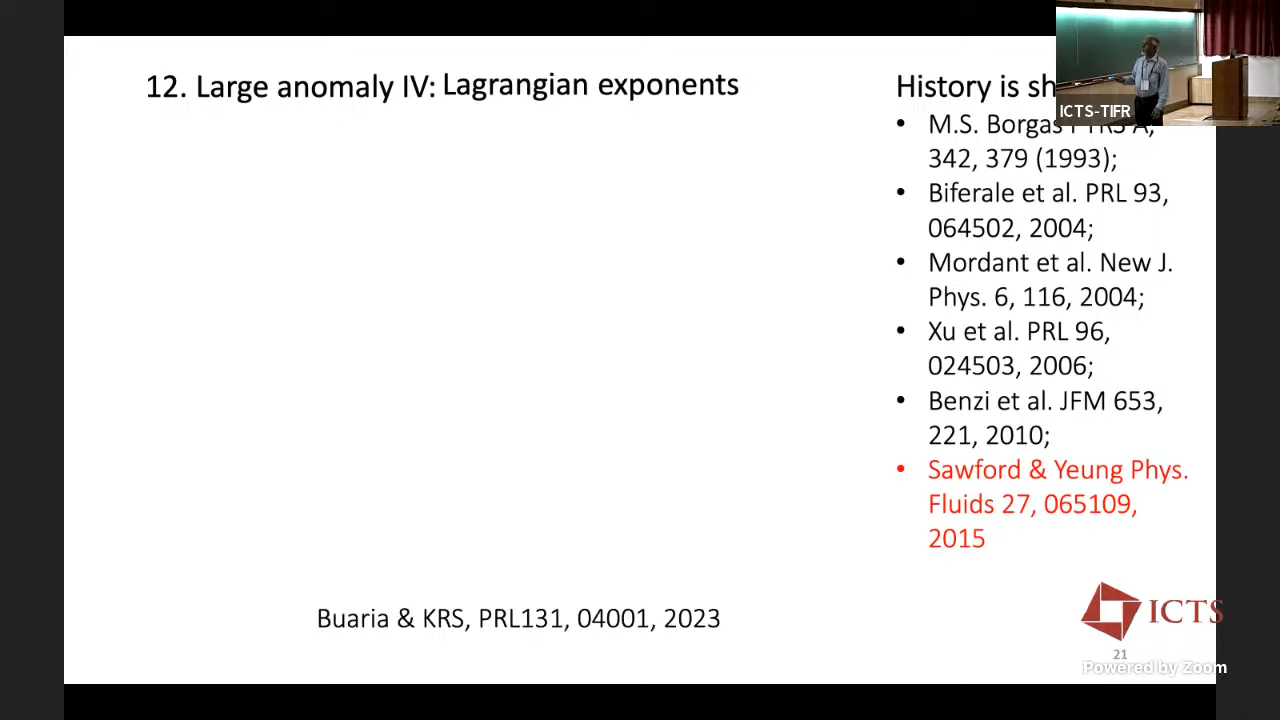 12. Large anomaly IV: Lagrangian exponents
History is sh
• M.S. Borgas
342, 379 (1993);
• Biferale et al. PRL 93,
064502, 2004;
• Mordant et al. New J.
Phys. 6, 116, 2004;
• Xu et al. PRL 96,
024503, 2006;
• Benzi et al. JFM 653,
221, 2010;
• Sawford & Yeung Phys.
Fluids 27, 065109,
2015
Buaria & KRS, PRL131, 04001, 2023
ICTS
21
Powered by Zoom
ICTS-TIFR